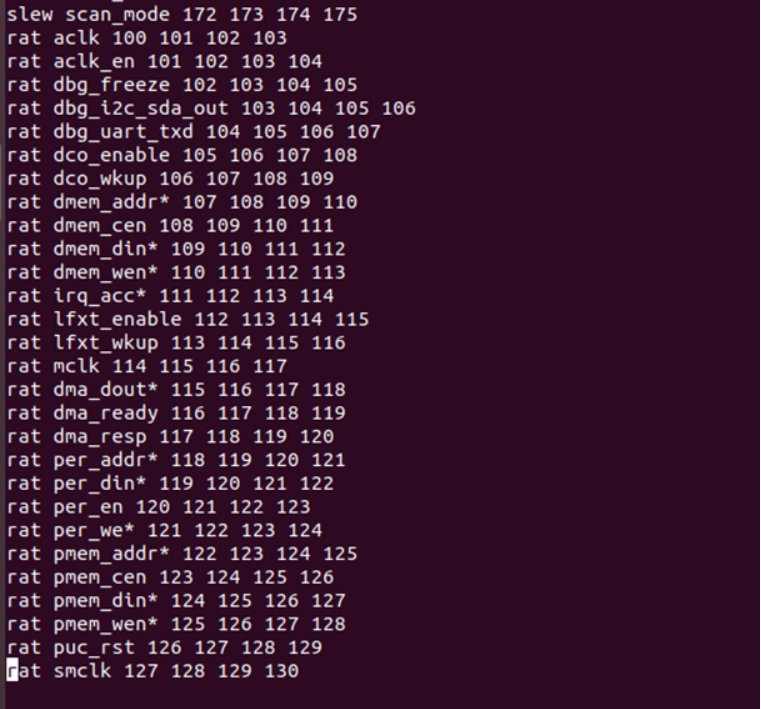 slew scan_mode 172 173 174 175
rat aclk 100 101 102 103
rat aclk_en 101 102 103 104
rat dbg_freeze 102 103 104 105
rat dbg_i2c_sda_out 103 104 105 106
rat dbg_uart_txd 104 105 106 107
rat dco_enable 105 106 107 108
rat dco_wkup 106 107 108 109
rat dmem_addr* 107 108 109 110
rat dmem_cen 108 109 110 111
rat dmem_din* 109 110 111 112
rat dmem_wen* 110 111 112 113
rat irq_acc* 111 112 113 114
rat lfxt_enable 112 113 114 115
rat lfxt_wkup 113 114 115 116
rat mclk 114 115 116 117
rat dma_dout* 115 116 117 118
rat dma_ready 116 117 118 119
rat dma_resp 117 118 119 120
rat per_addr* 118 119 120 121
rat per_din* 119 120 121 122
rat per_en 120 121 122 123
rat per_we* 121 122 123 124
rat pmem_addr* 122 123 124 125
rat pmem_cen 123 124 125 126
rat pmem_din* 124 125 126 127
rat pmem_wen* 125 126 127 128
rat puc_rst 126 127 128 129
rat smclk 127 128 129 130